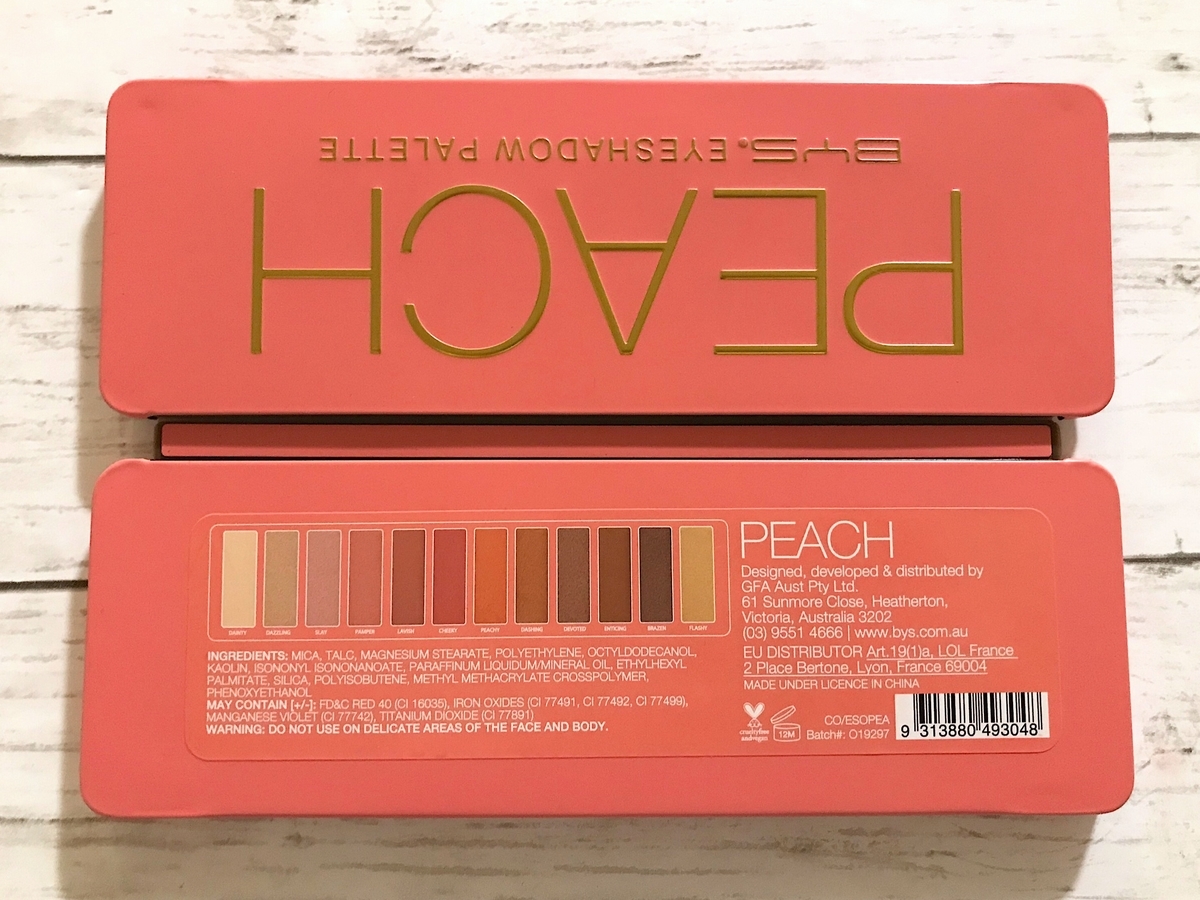 PEACH
BYS. EYESHADOW PALETTE
DAINTY DAZZLING SLAY PAMPER LAVISH CHEEKY PEACHY DASHING DEVOTED ENTICING BRAZEN FLASHY
INGREDIENTS: MICA, TALC, MAGNESIUM STEARATE, POLYETHYLENE, OCTYLDODECANOL,
KAOLIN, ISONONYL ISONONANOATE, PARAFFINUM LIQUIDUM/MINERAL OIL, ETHYLHEXYL
PALMITATE, SILICA, POLYISOBUTENE, METHYL METHACRYLATE CROSSPOLYMER,
PHENOXYETHANOL
MAY CONTAIN [+/-]: FD&C RED 40 (CI 16035), IRON OXIDES (CI 77491, CI 77492, CI 77499),
MANGANESE VIOLET (CI 77742), TITANIUM DIOXIDE (CI 77891)
WARNING: DO NOT USE ON DELICATE AREAS OF THE FACE AND BODY.
PEACH
Designed, developed & distributed by
GFA Aust Pty Ltd.
61 Sunmore Close, Heatherton,
Victoria, Australia 3202
(03) 9551 4666 | www.bys.com.au
EU DISTRIBUTOR Art.19(1)a, LOL France
2 Place Bertone, Lyon, France 69004
MADE UNDER LICENCE IN CHINA
crueltyfree
andvegan
12M
CO/ESOPEA
Batch#: O19297
9 313880 493048